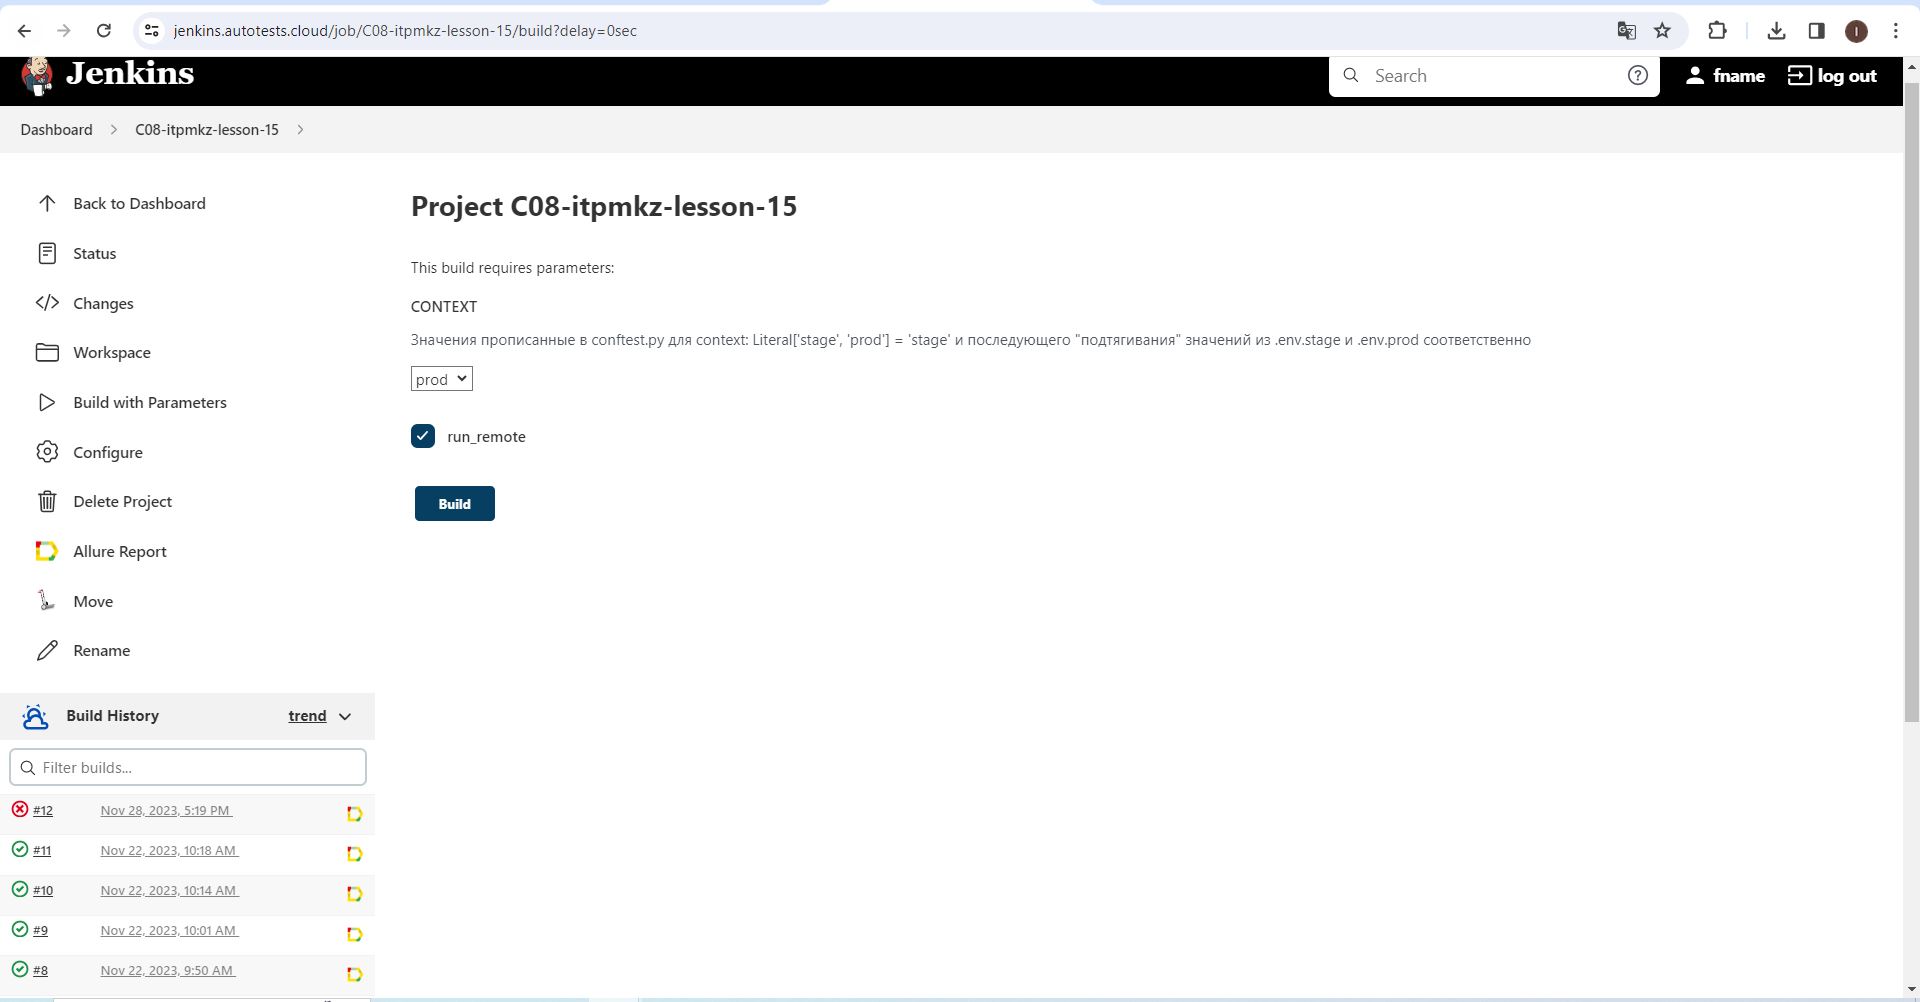 jenkins.autotests.cloud/job/C08-itpmkz-lesson-15/build?delay=0sec
I
Jenkins
Search
?
fname
log out
Dashboard
C08-itpmkz-lesson-15
Back to Dashboard
Status
Changes
Workspace
Build with Parameters
Configure
Delete Project
Allure Report
Move
Rename
Project C08-itpmkz-lesson-15
This build requires parameters:
CONTEXT
Значения прописанные в conftest.py для context: Literal['stage', 'prod'] = 'stage' и последующего "подтягивания" значений из .env.stage и .env.prod соответственно
prod
run_remote
Build
Build History
trend
Filter builds...
#12 Nov 28, 2023, 5:19 PM
#11 Nov 22, 2023, 10:18 AM
#10 Nov 22, 2023, 10:14 AM
#9 Nov 22, 2023, 10:01 AM
#8 Nov 22, 2023, 9:50 AM